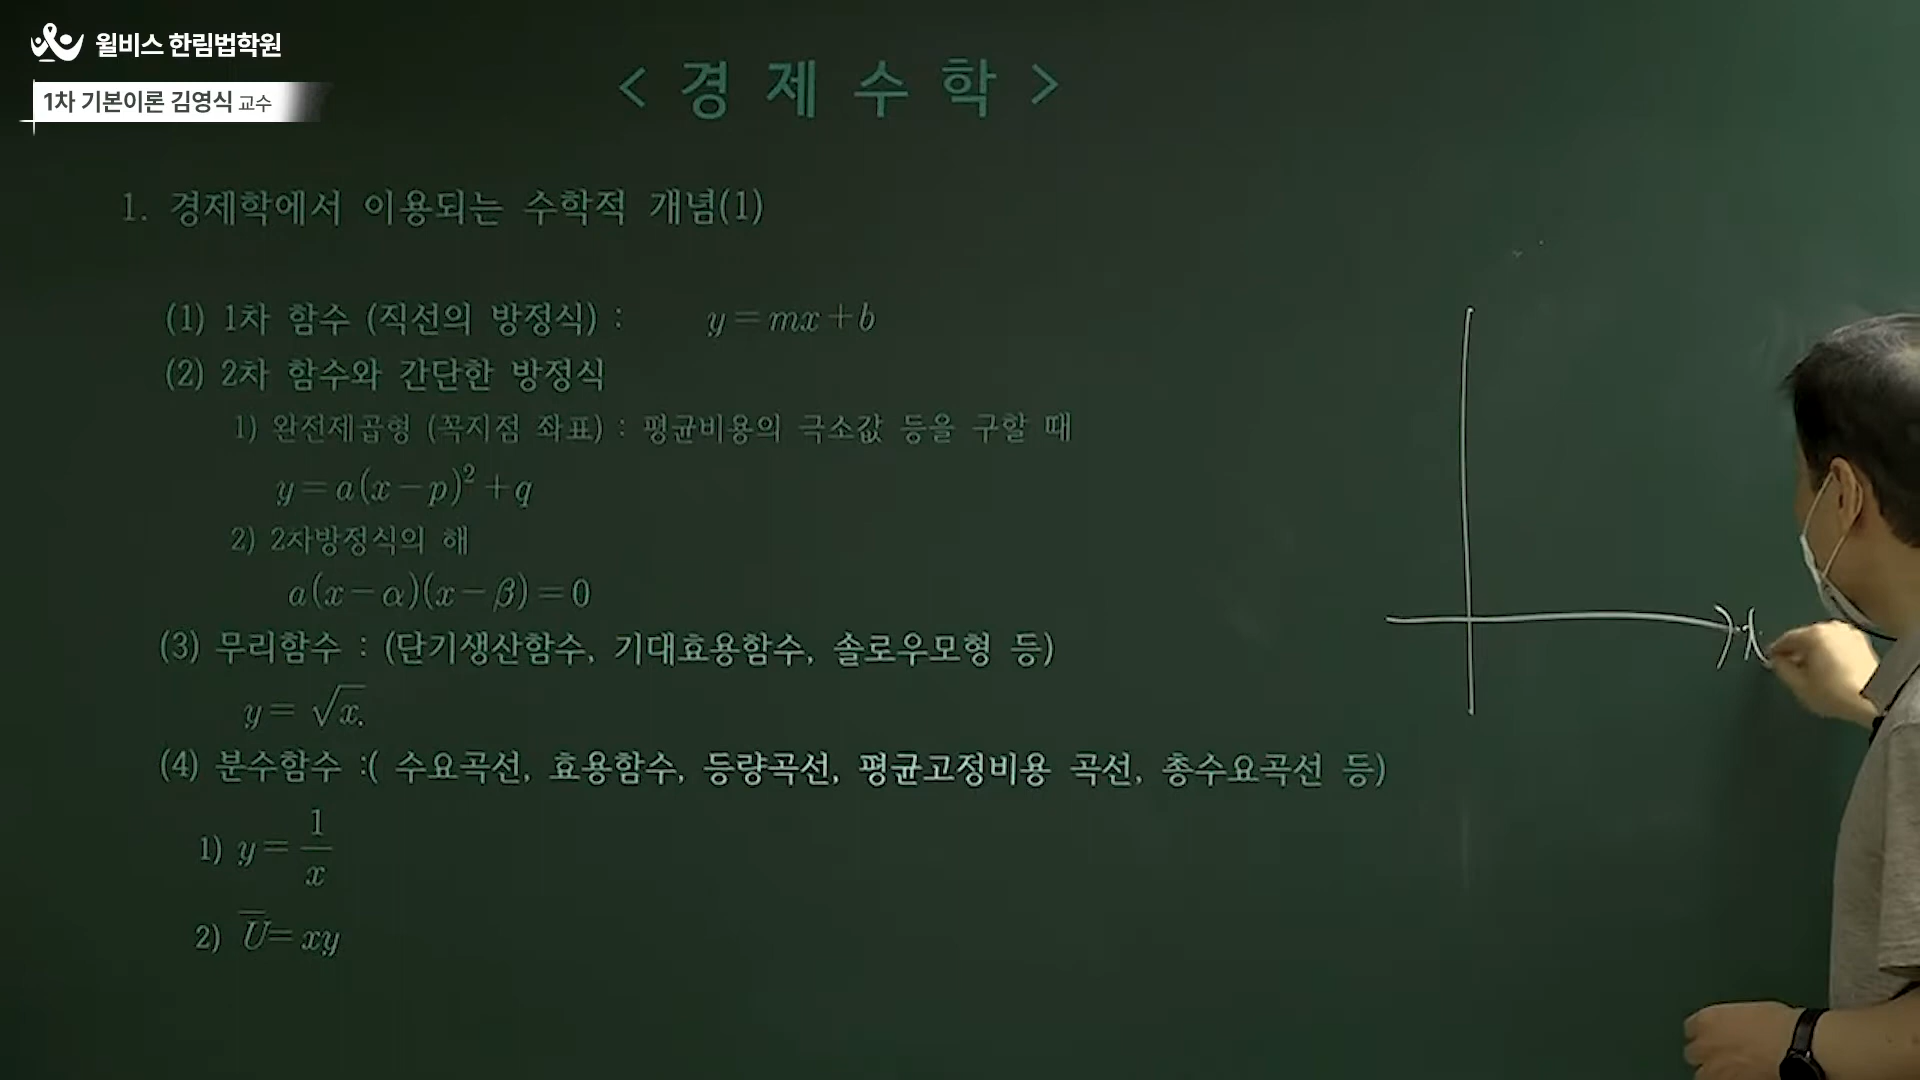 윌비스 한림법학원
1차 기본이론 김영식 교수
< 경 제 수 학 >
1. 경제학에서 이용되는 수학적 개념(1)
(1) 1차 함수 (직선의 방정식) : y = mx + b
(2) 2차 함수와 간단한 방정식
1) 완전제곱형 (꼭지점 좌표) : 평균비용의 극소값 등을 구할 때
y = a(x − p)² + q
2) 2차방정식의 해
a(x − α)(x − β) = 0
(3) 무리함수 : (단기생산함수, 기대효용함수, 솔로우모형 등)
y = √x.
(4) 분수함수 :( 수요곡선, 효용함수, 등량곡선, 평균고정비용 곡선, 총수요곡선 등)
1) y = 1/x
2) U̅ = xy